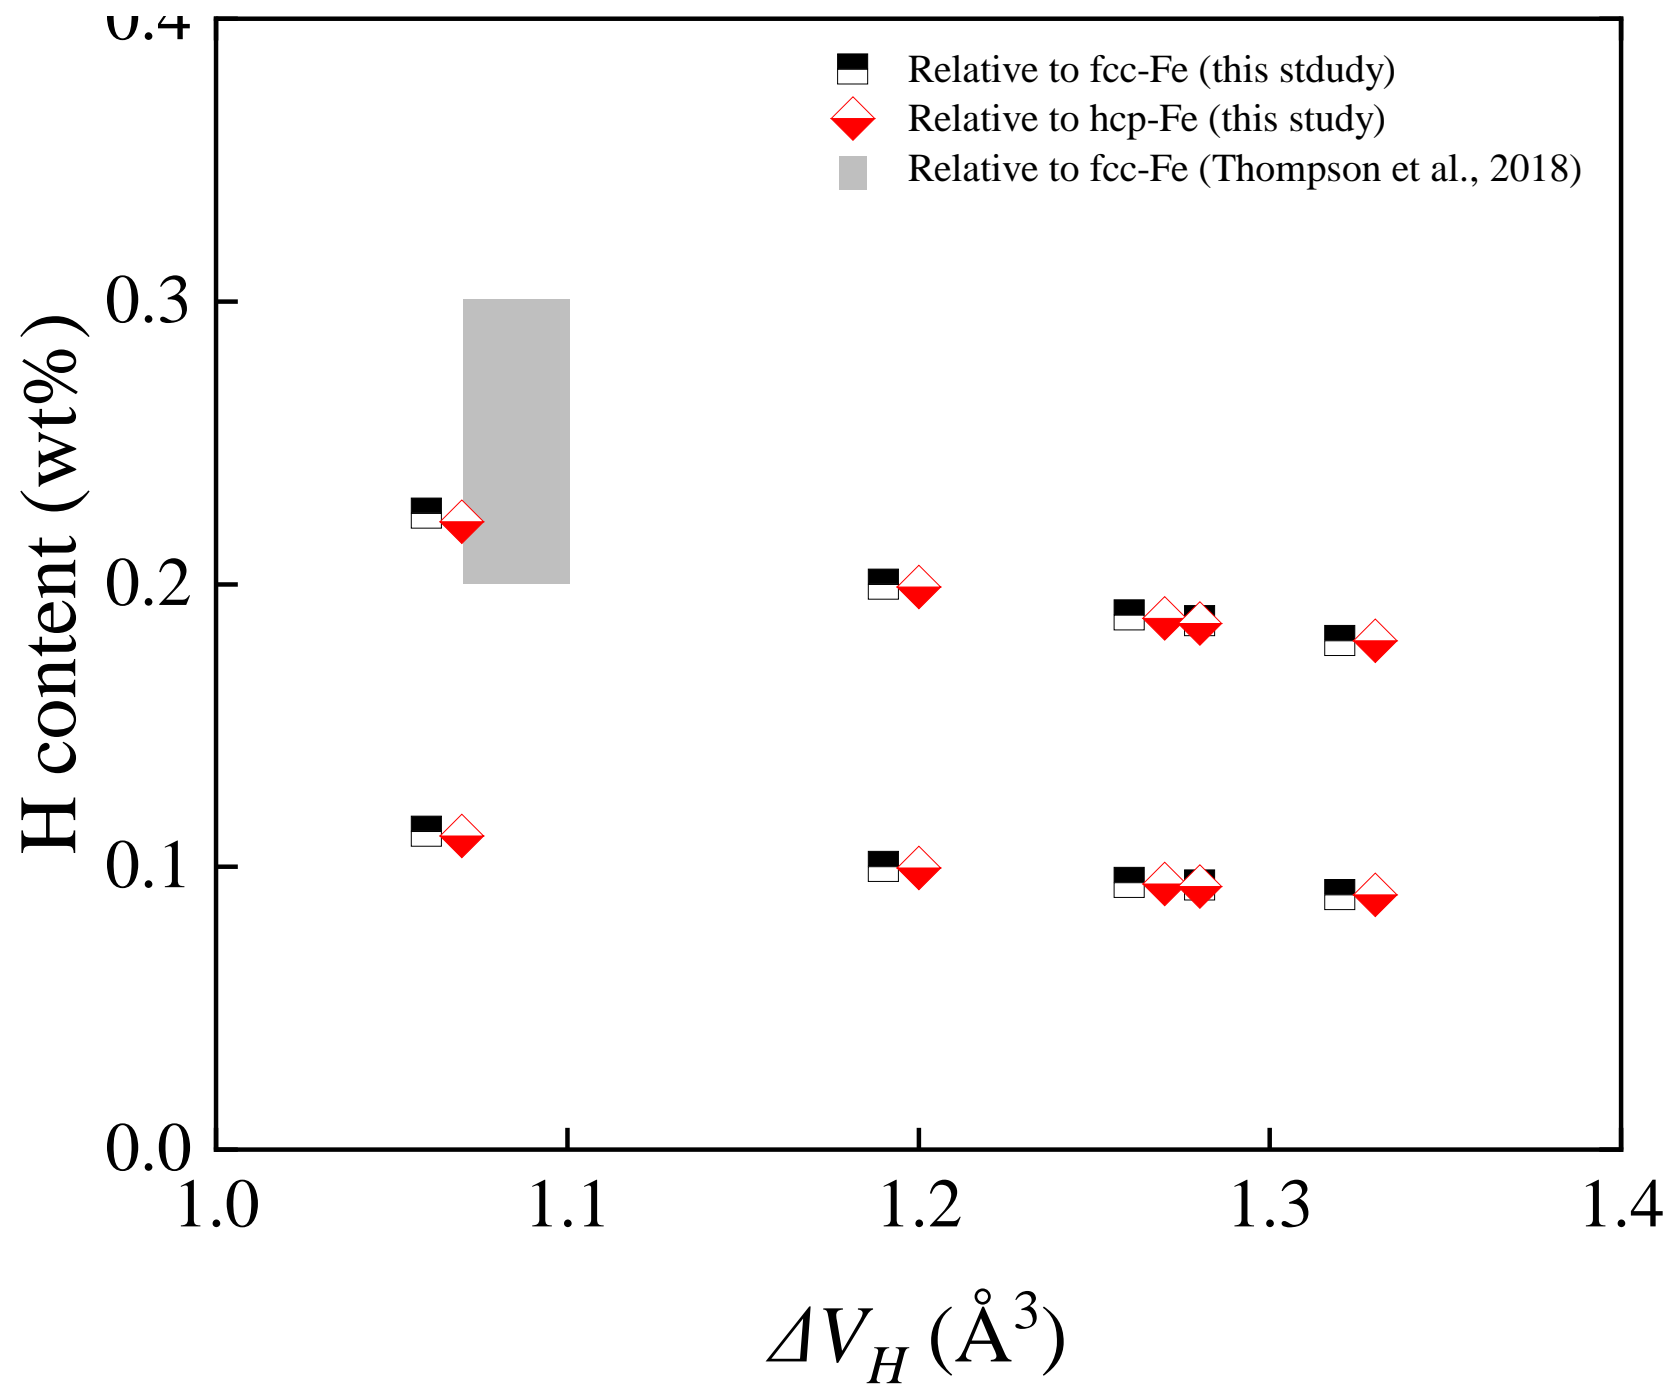 0.4
Relative to fcc-Fe (this stdudy)
Relative to hcp-Fe (this study)
Relative to fcc-Fe (Thompson et al., 2018)
0.3
0.2
0.1
0.0
H content (wt%)
1.0 1.1 1.2 1.3 1.4
ΔV_H (Å³)